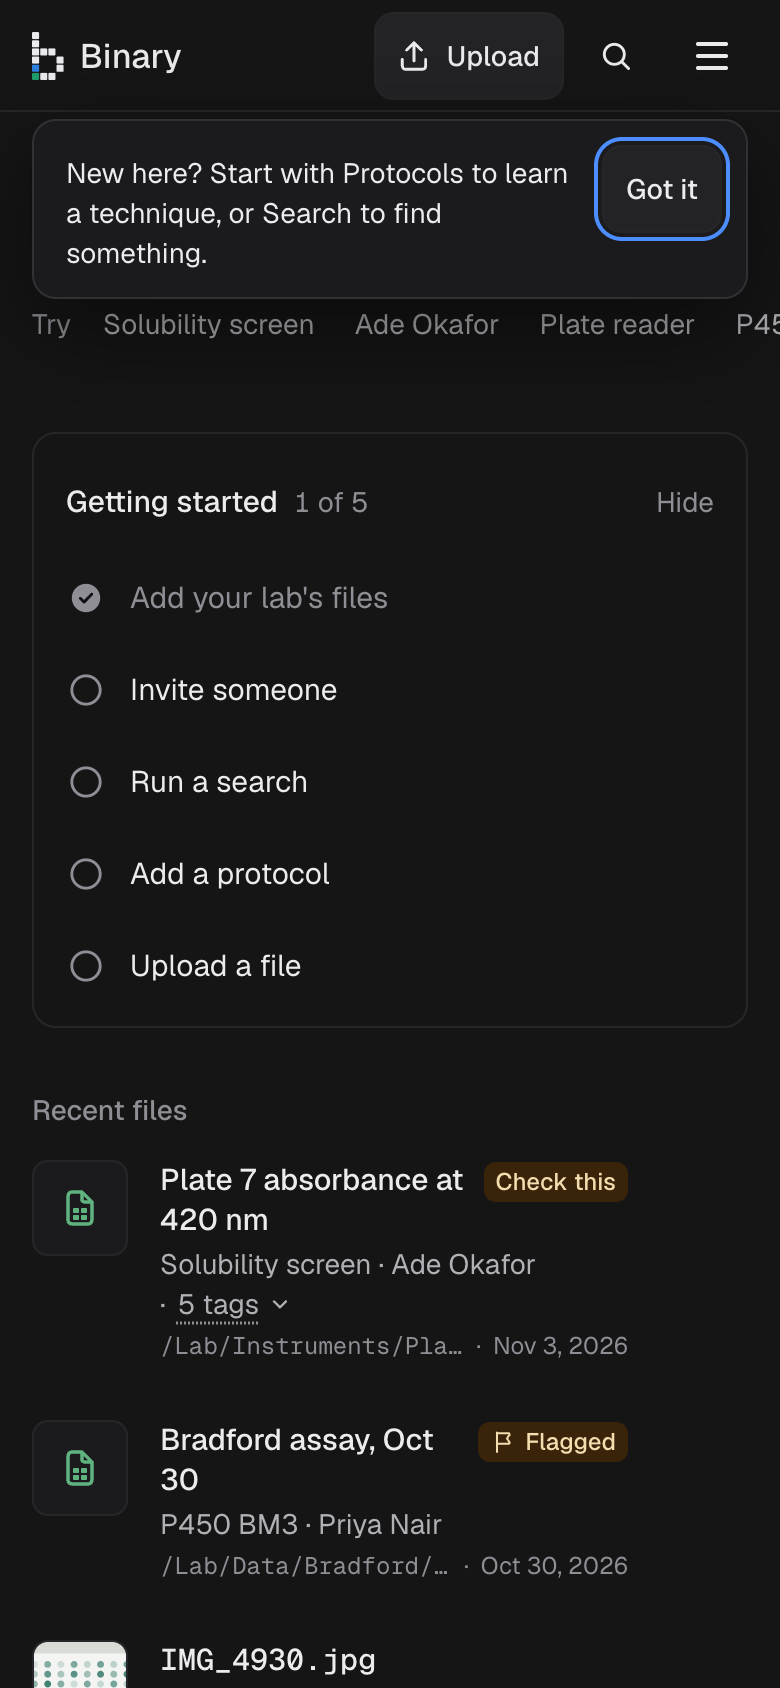 Binary
Upload
New here? Start with Protocols to learn
a technique, or Search to find
something.
Got it
Try Solubility screen Ade Okafor Plate reader P45
Getting started 1 of 5 Hide
Add your lab's files
Invite someone
Run a search
Add a protocol
Upload a file
Recent files
Plate 7 absorbance at Check this
420 nm
Solubility screen · Ade Okafor
· 5 tags
/Lab/Instruments/Pla… · Nov 3, 2026
Bradford assay, Oct Flagged
30
P450 BM3 · Priya Nair
/Lab/Data/Bradford/… · Oct 30, 2026
IMG_4930.jpg